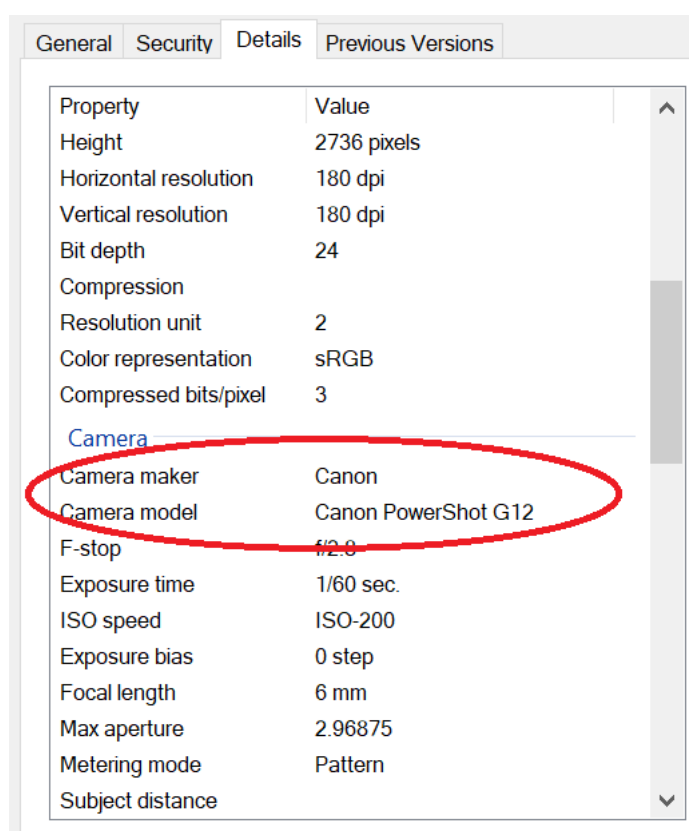 General Security Details Previous Versions
Property Value
Height 2736 pixels
Horizontal resolution 180 dpi
Vertical resolution 180 dpi
Bit depth 24
Compression
Resolution unit 2
Color representation sRGB
Compressed bits/pixel 3
Camera
Camera maker Canon
Camera model Canon PowerShot G12
F-stop f/2.8
Exposure time 1/60 sec.
ISO speed ISO-200
Exposure bias 0 step
Focal length 6 mm
Max aperture 2.96875
Metering mode Pattern
Subject distance